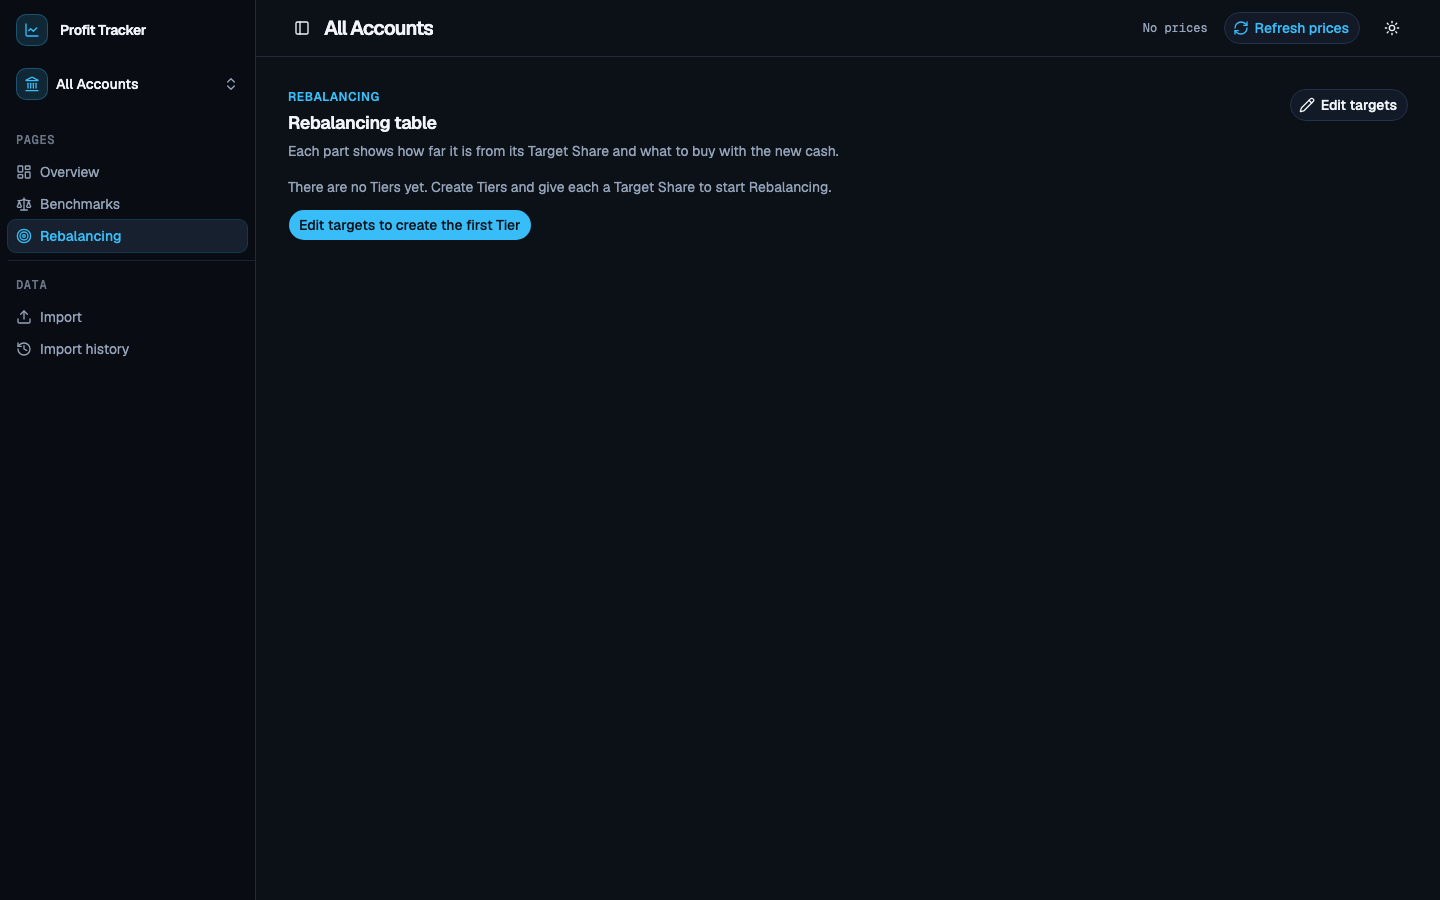 Profit Tracker
All Accounts
PAGES
Overview
Benchmarks
Rebalancing
DATA
Import
Import history
All Accounts
No prices
Refresh prices
REBALANCING
Rebalancing table
Each part shows how far it is from its Target Share and what to buy with the new cash.
Edit targets
There are no Tiers yet. Create Tiers and give each a Target Share to start Rebalancing.
Edit targets to create the first Tier